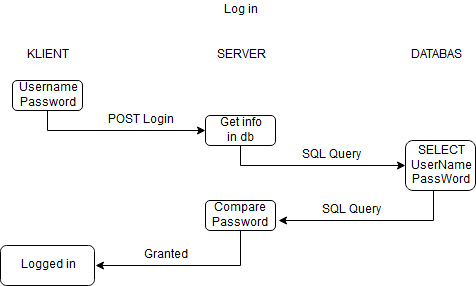 Log in
KLIENT
SERVER
DATABAS
Username
Password
POST Login
Get info
in db
SQL Query
SELECT
UserName
PassWord
SQL Query
Compare
Password
Granted
Logged in